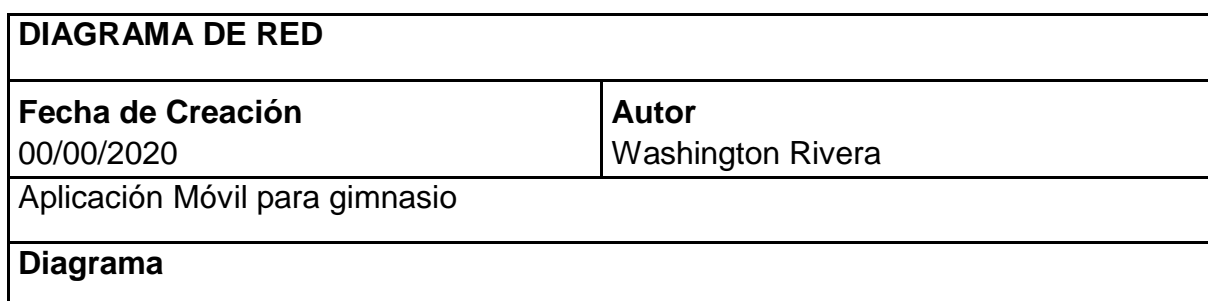 DIAGRAMA DE RED
Fecha de Creación
00/00/2020
Autor
Washington Rivera
Aplicación Móvil para gimnasio
Diagrama